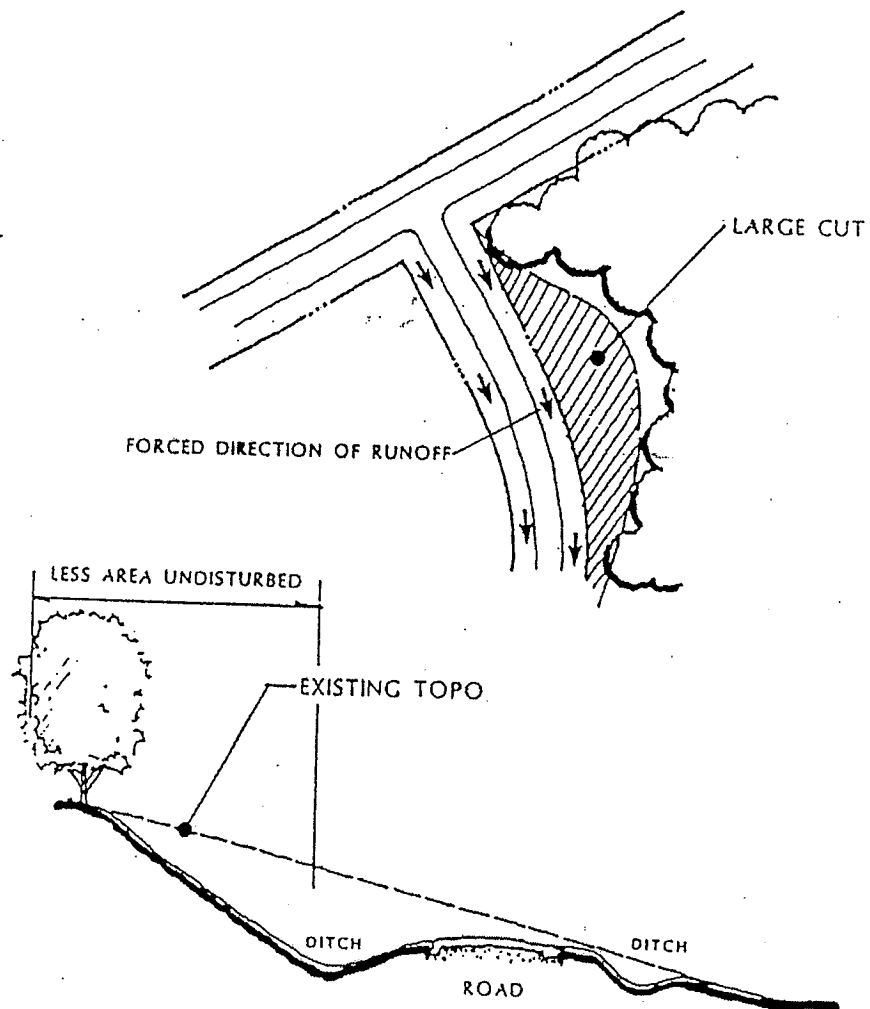 LARGE CUT
FORCED DIRECTION OF RUNOFF
LESS AREA UNDISTURBED
EXISTING TOPO
DITCH
DITCH
ROAD